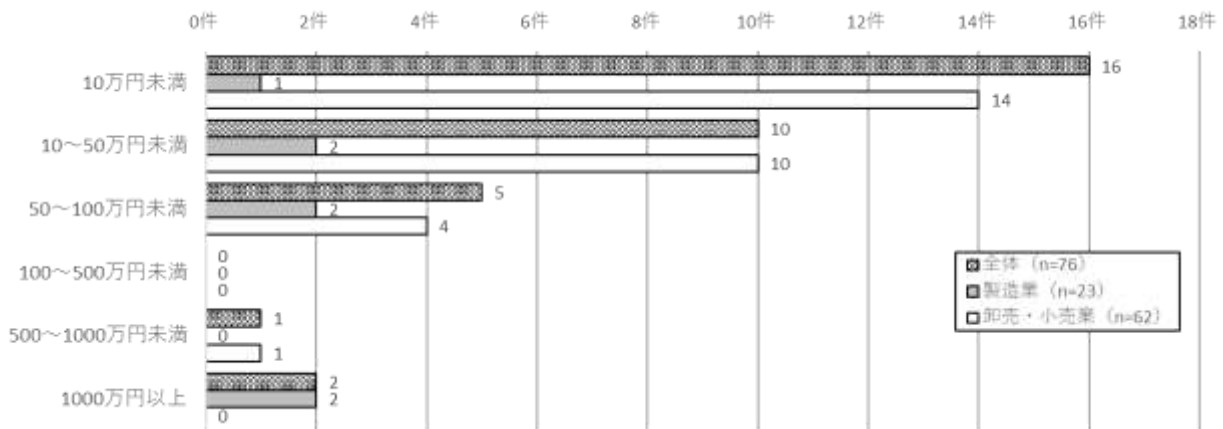 0件 2件 4件 6件 8件 10件 12件 14件 16件 18件
10万円未満
16
1
14
10～50万円未満
10
2
10
50～100万円未満
5
2
4
100～500万円未満
0
0
0
500～1000万円未満
1
0
1
1000万円以上
2
2
0
全体（n=76）
製造業（n=23）
卸売・小売業（n=62）